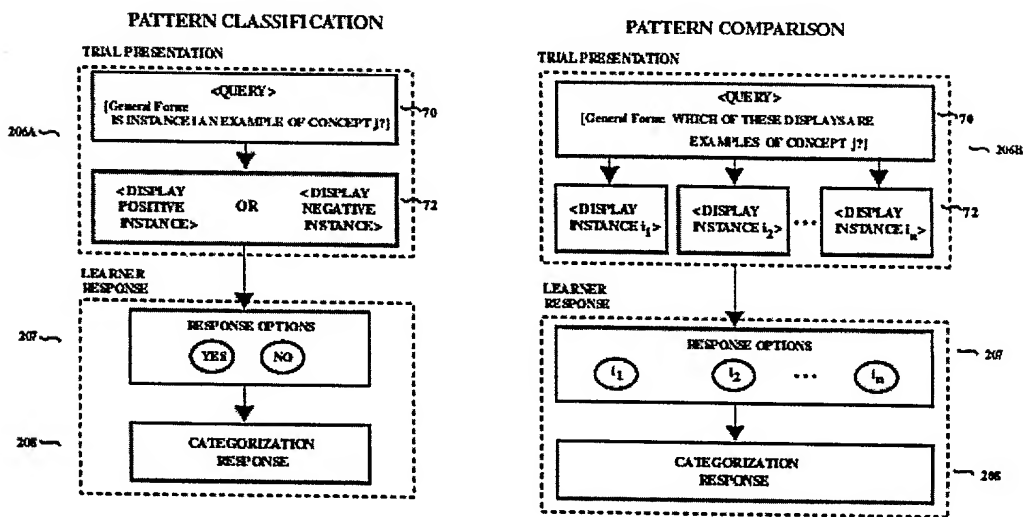 PATTERN CLASSIFICATION
TRIAL PRESENTATION
<QUERY>
[General Form:
IS INSTANCE i AN EXAMPLE OF CONCEPT j?]
70
206A
<DISPLAY
POSITIVE
INSTANCE>
OR
<DISPLAY
NEGATIVE
INSTANCE>
72
LEARNER
RESPONSE
RESPONSE OPTIONS
YES
NO
207
CATEGORIZATION
RESPONSE
208
PATTERN COMPARISON
TRIAL PRESENTATION
<QUERY>
[General Form: WHICH OF THESE DISPLAYS ARE
EXAMPLES OF CONCEPT j?]
70
206B
<DISPLAY
INSTANCE i1>
<DISPLAY
INSTANCE i2>
...
<DISPLAY
INSTANCE in>
72
LEARNER
RESPONSE
RESPONSE OPTIONS
i1
i2
...
in
207
CATEGORIZATION
RESPONSE
208